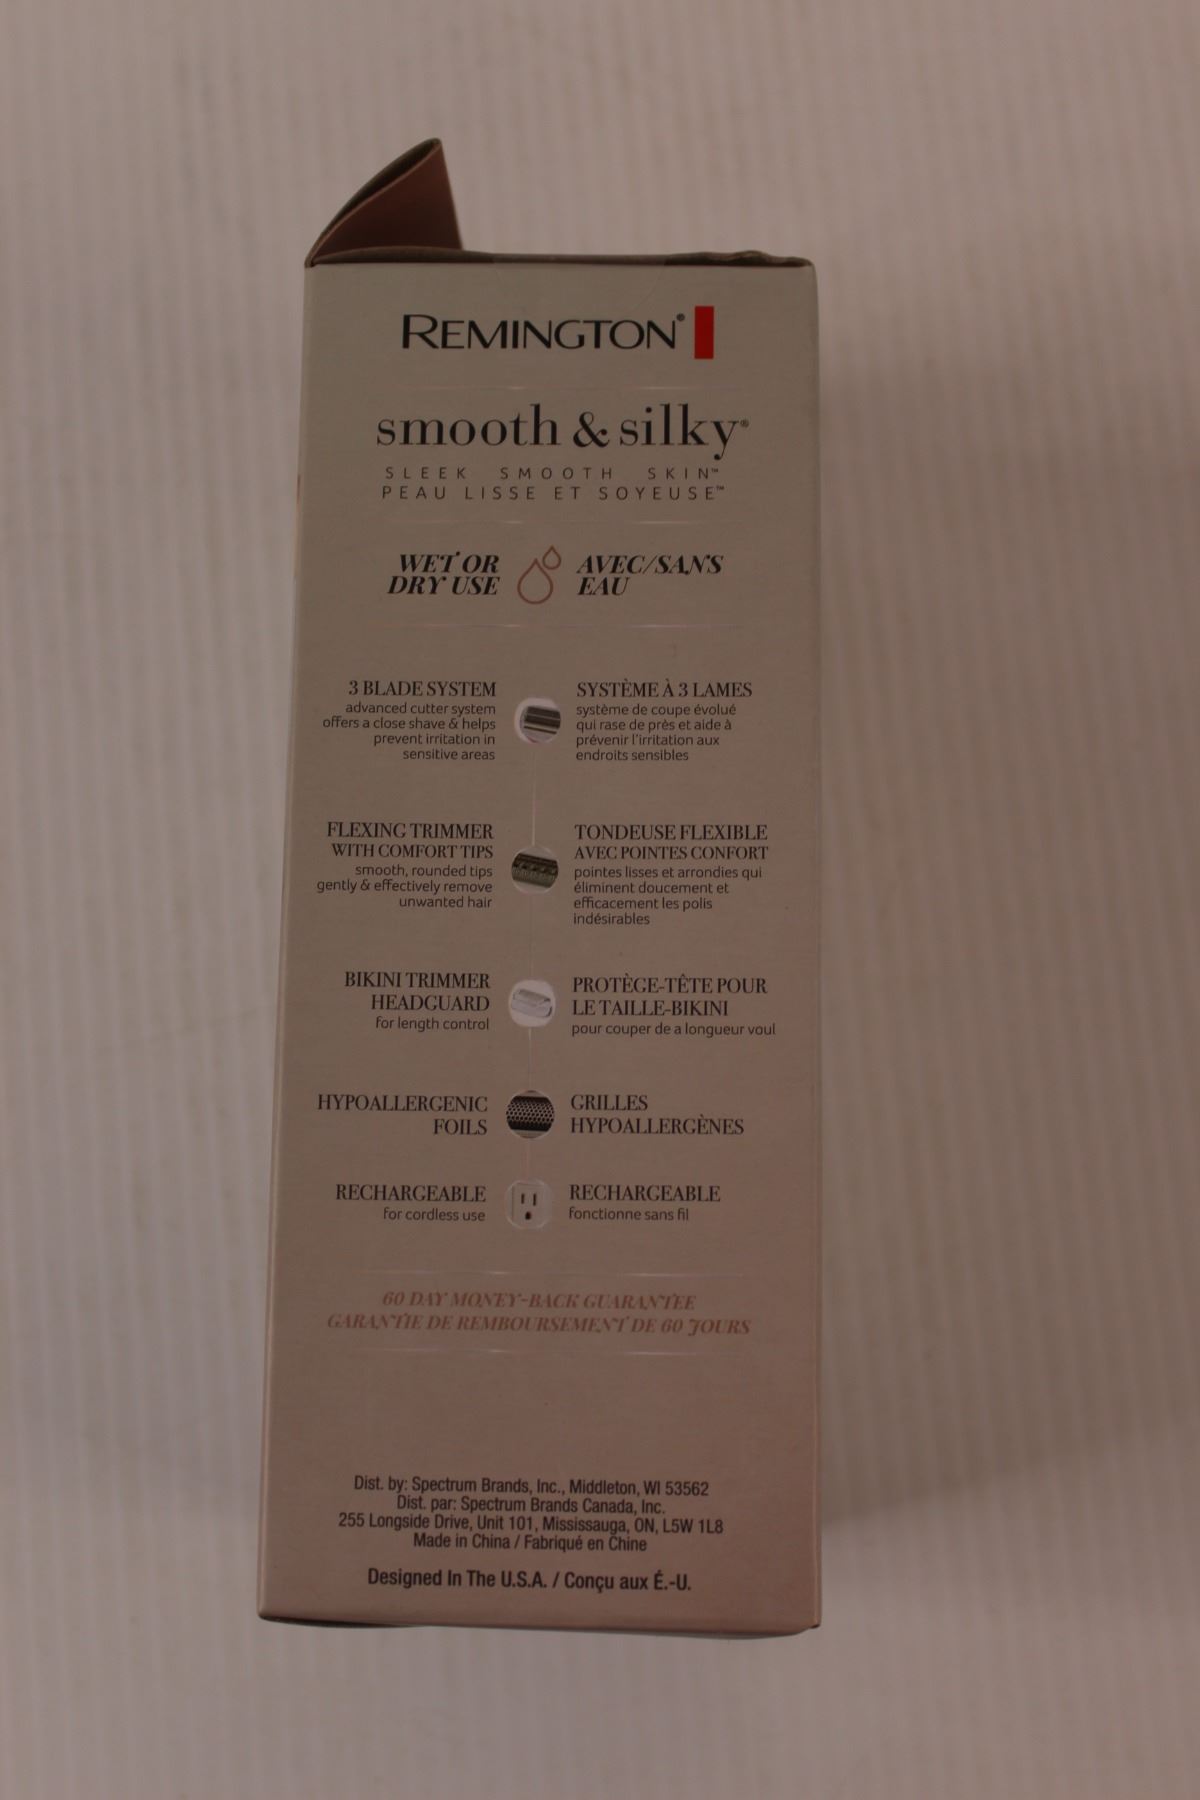 REMINGTON®
smooth & silky®
SLEEK SMOOTH SKIN™
PEAU LISSE ET SOYEUSE™
WET OR
DRY USE
AVEC/SANS
EAU
3 BLADE SYSTEM
advanced cutter system
offers a close shave & helps
prevent irritation in
sensitive areas
SYSTÈME À 3 LAMES
système de coupe évolué
qui rase de près et aide à
prévenir l'irritation aux
endroits sensibles
FLEXING TRIMMER
WITH COMFORT TIPS
smooth, rounded tips
gently & effectively remove
unwanted hair
TONDEUSE FLEXIBLE
AVEC POINTES CONFORT
pointes lisses et arrondies qui
éliminent doucement et
efficacement les polis
indésirables
BIKINI TRIMMER
HEADGUARD
for length control
PROTÈGE-TÊTE POUR
LE TAILLE-BIKINI
pour couper de a longueur voul
HYPOALLERGENIC
FOILS
GRILLES
HYPOALLERGÈNES
RECHARGEABLE
for cordless use
RECHARGEABLE
fonctionne sans fil
60 DAY MONEY-BACK GUARANTEE
GARANTIE DE REMBOURSEMENT DE 60 JOURS
Dist. by: Spectrum Brands, Inc., Middleton, WI 53562
Dist. par: Spectrum Brands Canada, Inc.
255 Longside Drive, Unit 101, Mississauga, ON, L5W 1L8
Made in China / Fabriqué en Chine
Designed In The U.S.A. / Conçu aux É.-U.